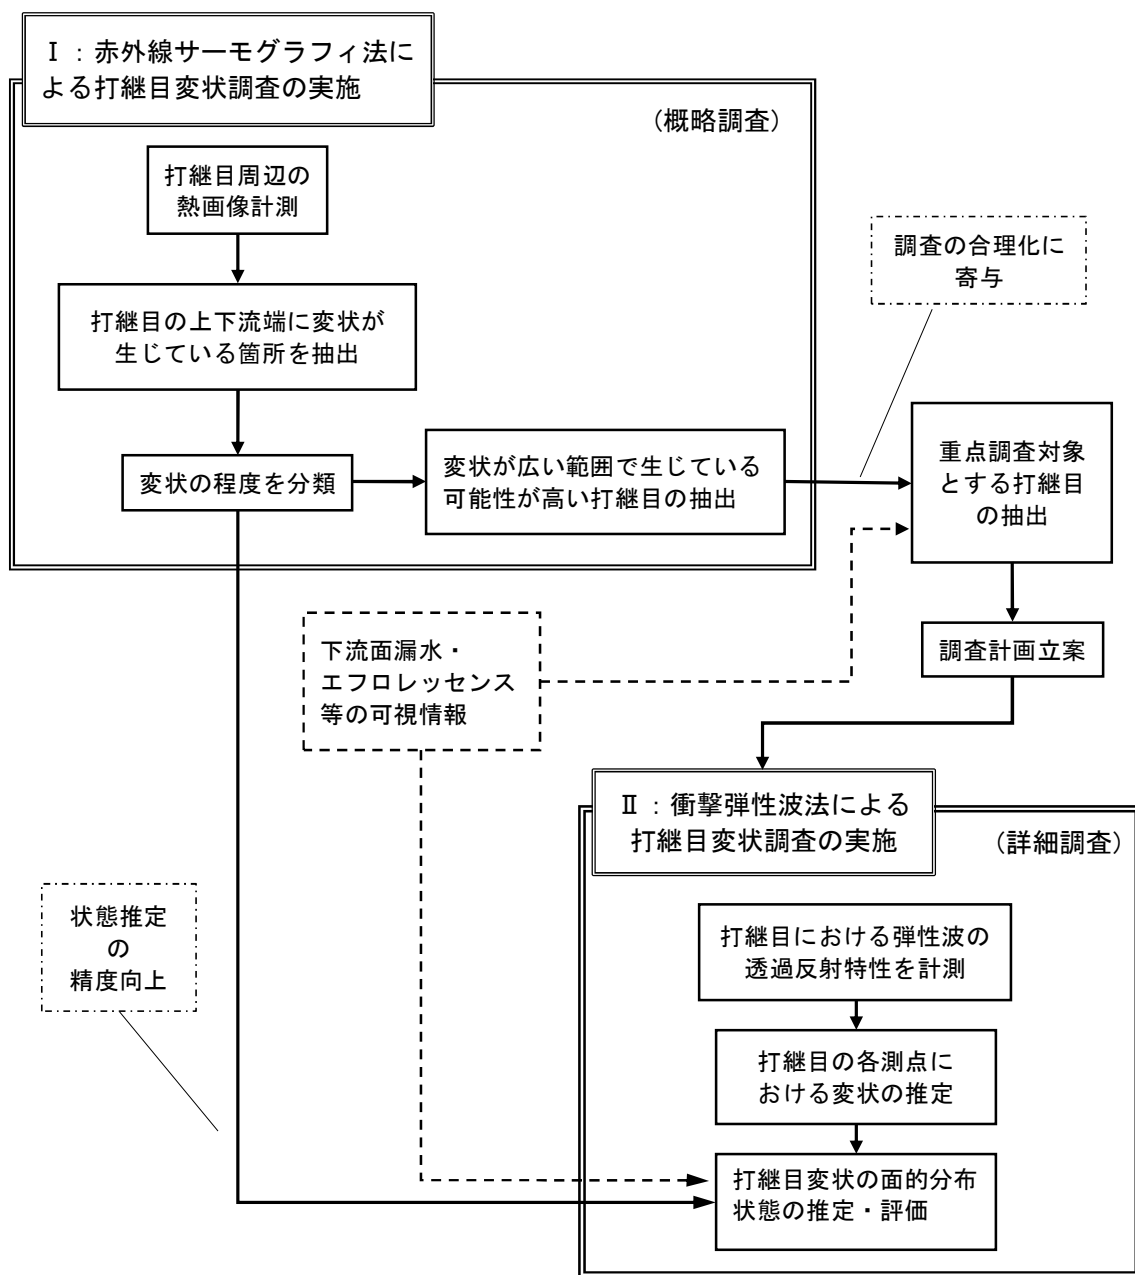 Ⅰ：赤外線サーモグラフィ法に
よる打継目変状調査の実施
（概略調査）
打継目周辺の
熱画像計測
打継目の上下流端に変状が
生じている箇所を抽出
変状の程度を分類
変状が広い範囲で生じている
可能性が高い打継目の抽出
調査の合理化に
寄与
重点調査対象
とする打継目
の抽出
調査計画立案
下流面漏水・
エフロレッセンス
等の可視情報
Ⅱ：衝撃弾性波法による
打継目変状調査の実施
（詳細調査）
状態推定
の
精度向上
打継目における弾性波の
透過反射特性を計測
打継目の各測点に
おける変状の推定
打継目変状の面的分布
状態の推定・評価